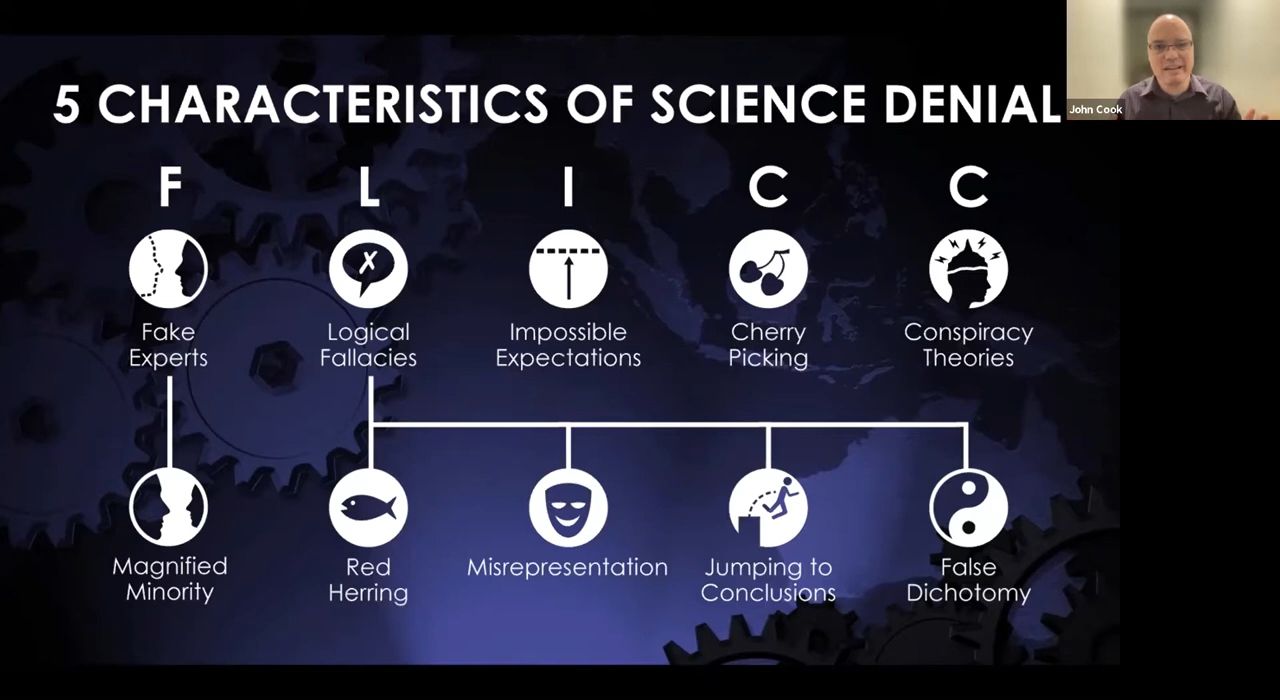 5 CHARACTERISTICS OF SCIENCE DENIAL
John Cook
F L I C C
Fake
Experts
Logical
Fallacies
Impossible
Expectations
Cherry
Picking
Conspiracy
Theories
Magnified
Minority
Red
Herring
Misrepresentation
Jumping to
Conclusions
False
Dichotomy
X